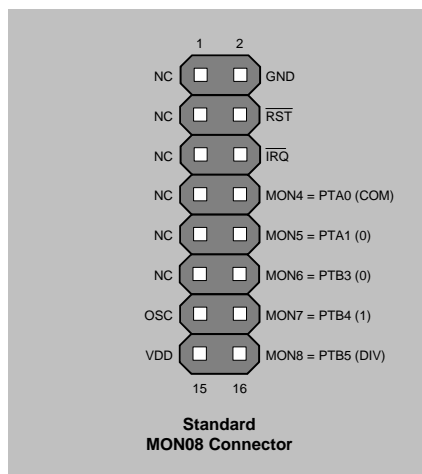 1 2
NC GND
NC RST
NC IRQ
NC MON4 = PTA0 (COM)
NC MON5 = PTA1 (0)
NC MON6 = PTB3 (0)
OSC MON7 = PTB4 (1)
VDD MON8 = PTB5 (DIV)
15 16
Standard
MON08 Connector